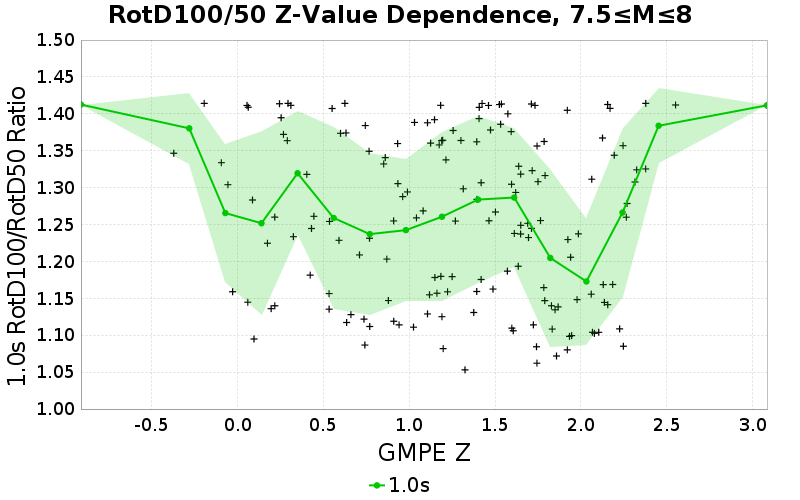 RotD100/50 Z-Value Dependence, 7.5≤M≤8
1.0s RotD100/RotD50 Ratio
1.50
1.45
1.40
1.35
1.30
1.25
1.20
1.15
1.10
1.05
1.00
-0.5 0.0 0.5 1.0 1.5 2.0 2.5 3.0
GMPE Z
1.0s